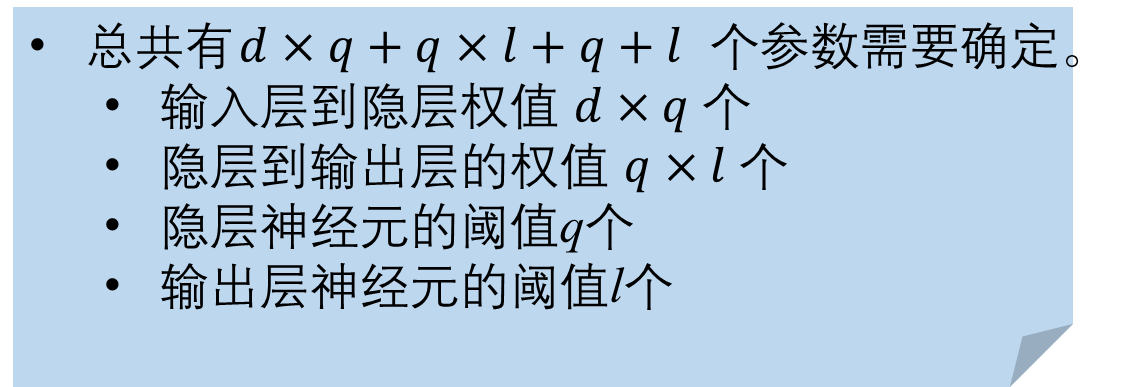 • 总共有 d × q + q × l + q + l 个参数需要确定。
• 输入层到隐层权值 d × q 个
• 隐层到输出层的权值 q × l 个
• 隐层神经元的阈值q个
• 输出层神经元的阈值l个